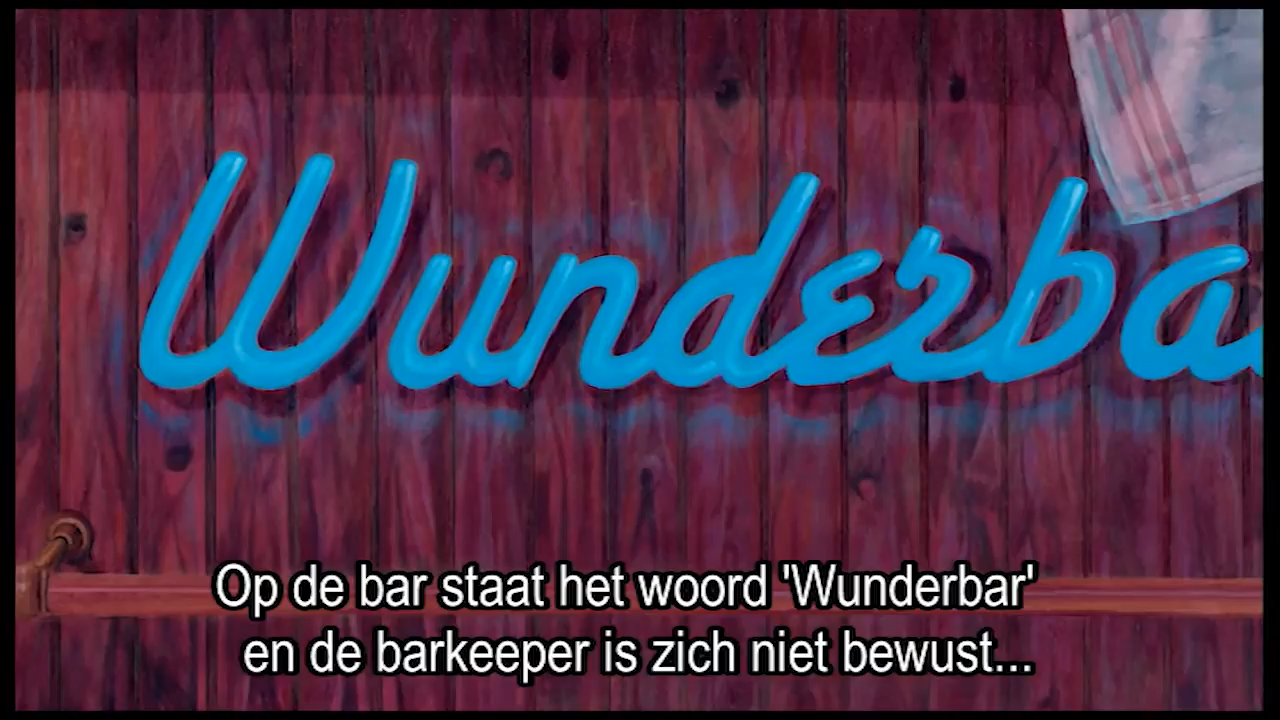 Wunderba
Op de bar staat het woord 'Wunderbar'
en de barkeeper is zich niet bewust...